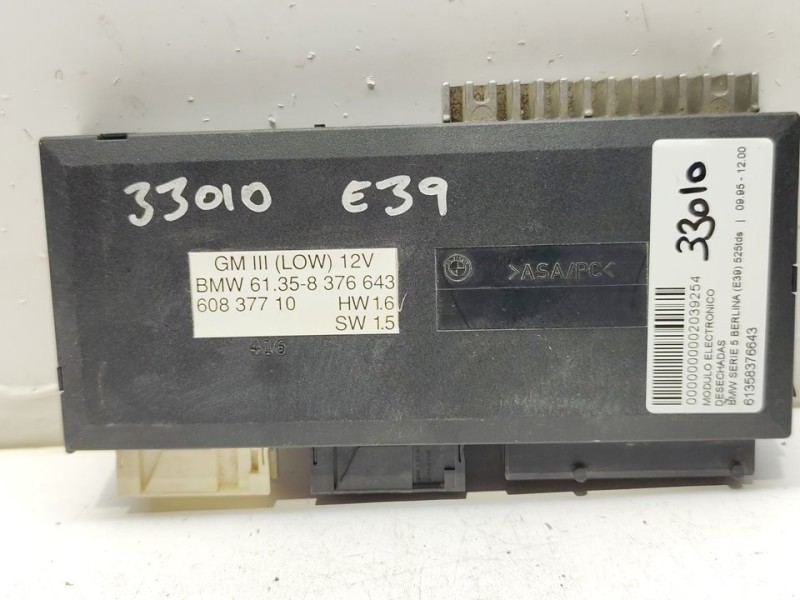 33010 E39
GM III (LOW) 12V
BMW 61.35-8 376 643
608 377 10 HW 1.6
SW 1.5
416
>ASA/PC<
33010
0000000002039254
MODULO ELECTRONICO
DESECHADAS
BMW SERIE 5 BERLINA (E39) 525tds | 09.95 - 12.00
61358376643